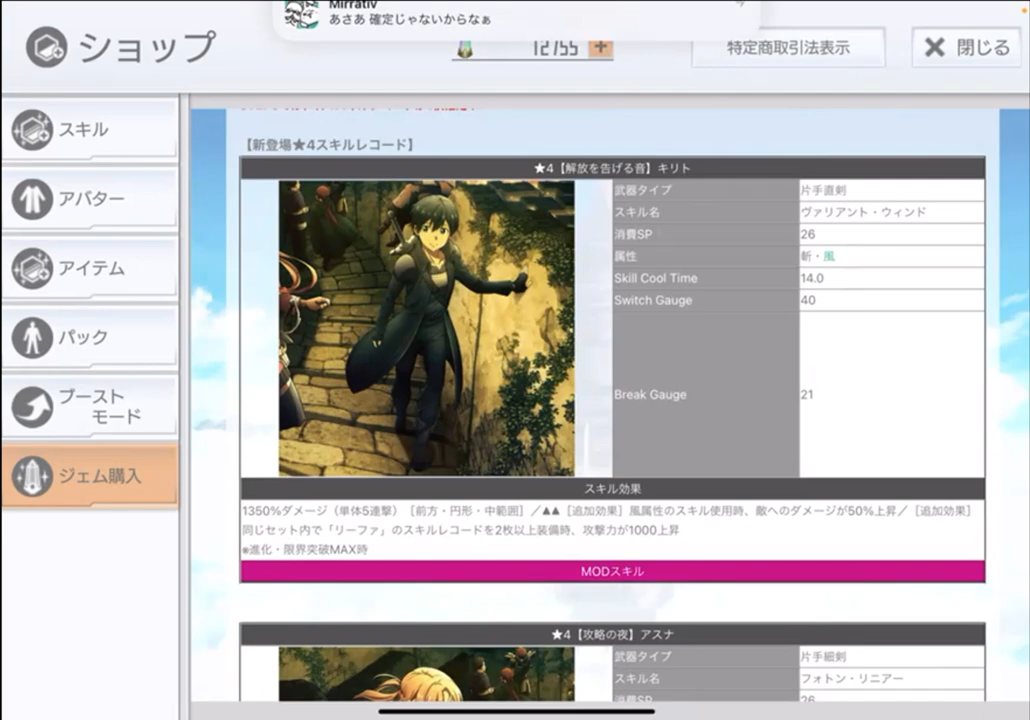 Mirrativ
あさあ 確定じゃないからなぁ
ショップ
12/55
特定商取引法表示
閉じる
スキル
アバター
アイテム
パック
ブースト
モード
ジェム購入
【新登場★4スキルレコード】
★4【解放を告げる音】キリト
武器タイプ 片手直剣
スキル名 ヴァリアント・ウィンド
消費SP 26
属性 斬・風
Skill Cool Time 14.0
Switch Gauge 40
Break Gauge 21
スキル効果
1350%ダメージ（単体5連撃）［前方・円形・中範囲］／▲▲［追加効果］風属性のスキル使用時、敵へのダメージが50%上昇／［追加効果］
同じセット内で『リーファ』のスキルレコードを2枚以上装備時、攻撃力が1000上昇
※進化・限界突破MAX時
MODスキル
★4【攻略の夜】アスナ
武器タイプ 片手細剣
スキル名 フォトン・リニアー
消費SP 26